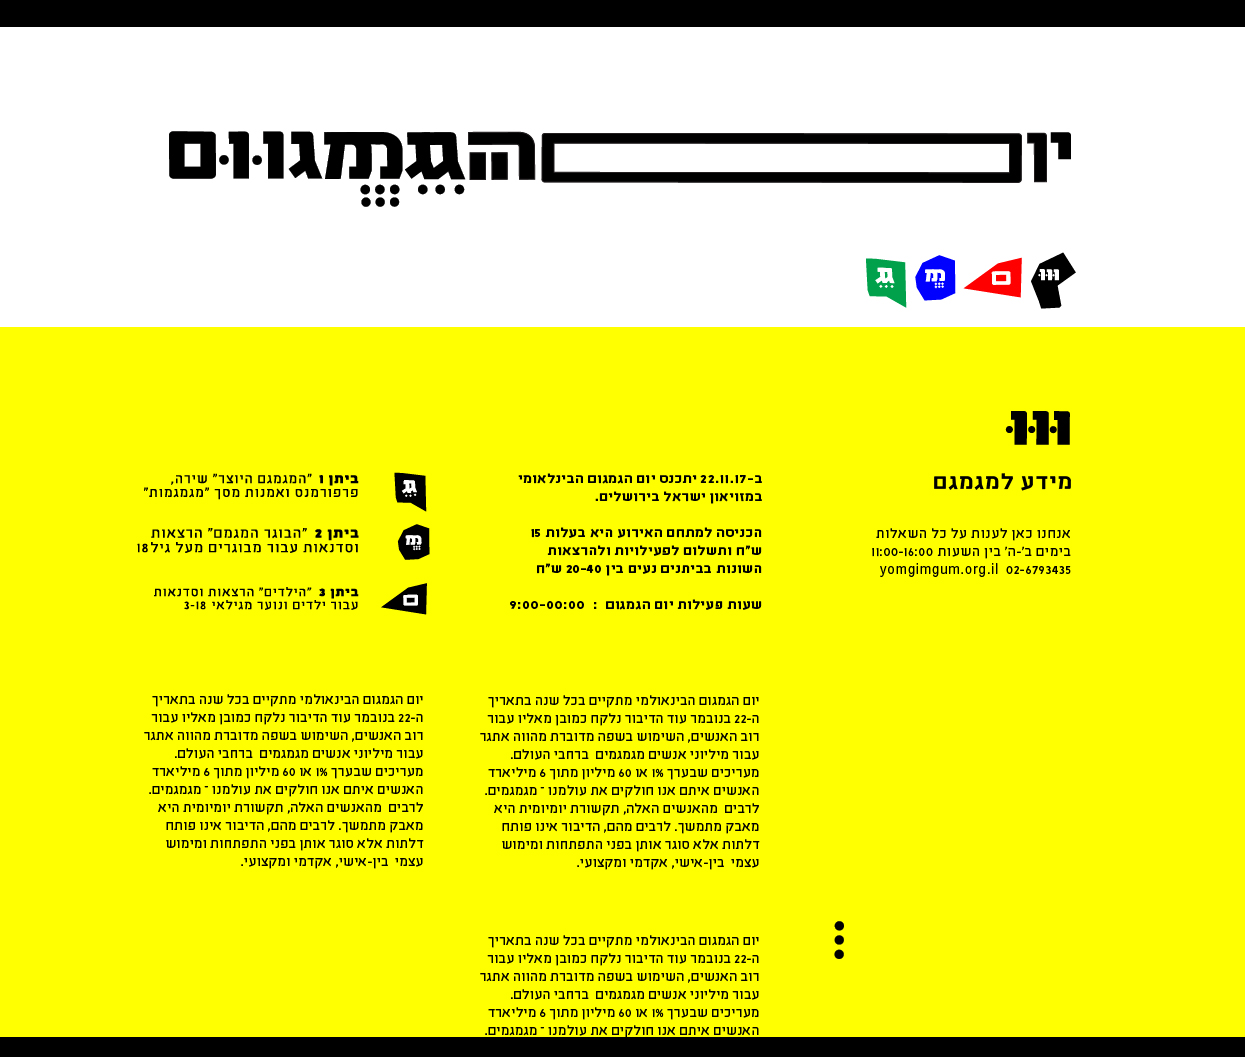 יום הגמגום
ג מ ם ש
ש
מידע למגמגם
אנחנו כאן לענות על כל השאלות
בימים ב'-ה' בין השעות 11:00-16:00
yomgimgum.org.il 02-6793435
ב-22.11.17 יתכנס יום הגמגום הבינלאומי
במזויאון ישראל בירושלים.
הכניסה למתחם האירוע היא בעלות 15
ש"ח ותשלום לפעילויות ולהרצאות
השונות בביתנים נעים בין 20-40 ש"ח
שעות פעילות יום הגמגום : 9:00-00:00
ג
ביתן 1 "המגמגם היוצר" שירה,
פרפורמנס ואמנות מסך "מגמגמות"
מ
ביתן 2 "הבוגר המגמם" הרצאות
וסדנאות עבור מבוגרים מעל גיל 18
ם
ביתן 3 "הילדים" הרצאות וסדנאות
עבור ילדים ונוער מגילאי 3-18
יום הגמגום הבינאולמי מתקיים בכל שנה בתאריך
ה-22 בנובמר עוד הדיבור נלקח כמובן מאליו עבור
רוב האנשים, השימוש בשפה מדוברת מהווה אתגר
עבור מיליוני אנשים מגמגמים ברחבי העולם.
מעריכים שבערך 1% או 60 מיליון מתוך 6 מיליארד
האנשים איתם אנו חולקים את עולמנו - מגמגמים.
לרבים מהאנשים האלה, תקשורת יומיומית היא
מאבק מתמשך. לרבים מהם, הדיבור אינו פותח
דלתות אלא סוגר אותן בפני התפתחות ומימוש
עצמי בין-אישי, אקדמי ומקצועי.
יום הגמגום הבינאולמי מתקיים בכל שנה בתאריך
ה-22 בנובמר עוד הדיבור נלקח כמובן מאליו עבור
רוב האנשים, השימוש בשפה מדוברת מהווה אתגר
עבור מיליוני אנשים מגמגמים ברחבי העולם.
מעריכים שבערך 1% או 60 מיליון מתוך 6 מיליארד
האנשים איתם אנו חולקים את עולמנו - מגמגמים.
לרבים מהאנשים האלה, תקשורת יומיומית היא
מאבק מתמשך. לרבים מהם, הדיבור אינו פותח
דלתות אלא סוגר אותן בפני התפתחות ומימוש
עצמי בין-אישי, אקדמי ומקצועי.
יום הגמגום הבינאולמי מתקיים בכל שנה בתאריך
ה-22 בנובמר עוד הדיבור נלקח כמובן מאליו עבור
רוב האנשים, השימוש בשפה מדוברת מהווה אתגר
עבור מיליוני אנשים מגמגמים ברחבי העולם.
מעריכים שבערך 1% או 60 מיליון מתוך 6 מיליארד
האנשים איתם אנו חולקים את עולמנו - מגמגמים.